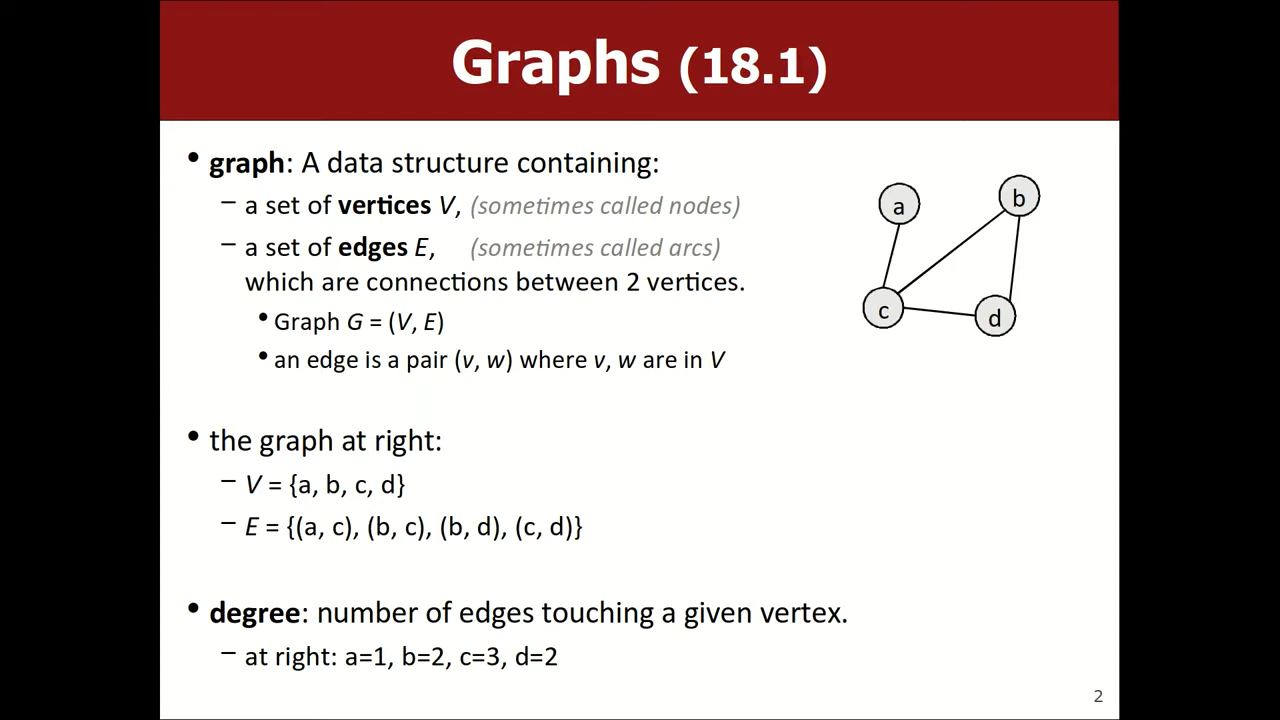 Graphs (18.1)
• graph: A data structure containing:
– a set of vertices V, (sometimes called nodes)
– a set of edges E, (sometimes called arcs)
which are connections between 2 vertices.
• Graph G = (V, E)
• an edge is a pair (v, w) where v, w are in V
a
b
c
d
• the graph at right:
– V = {a, b, c, d}
– E = {(a, c), (b, c), (b, d), (c, d)}
• degree: number of edges touching a given vertex.
– at right: a=1, b=2, c=3, d=2
2